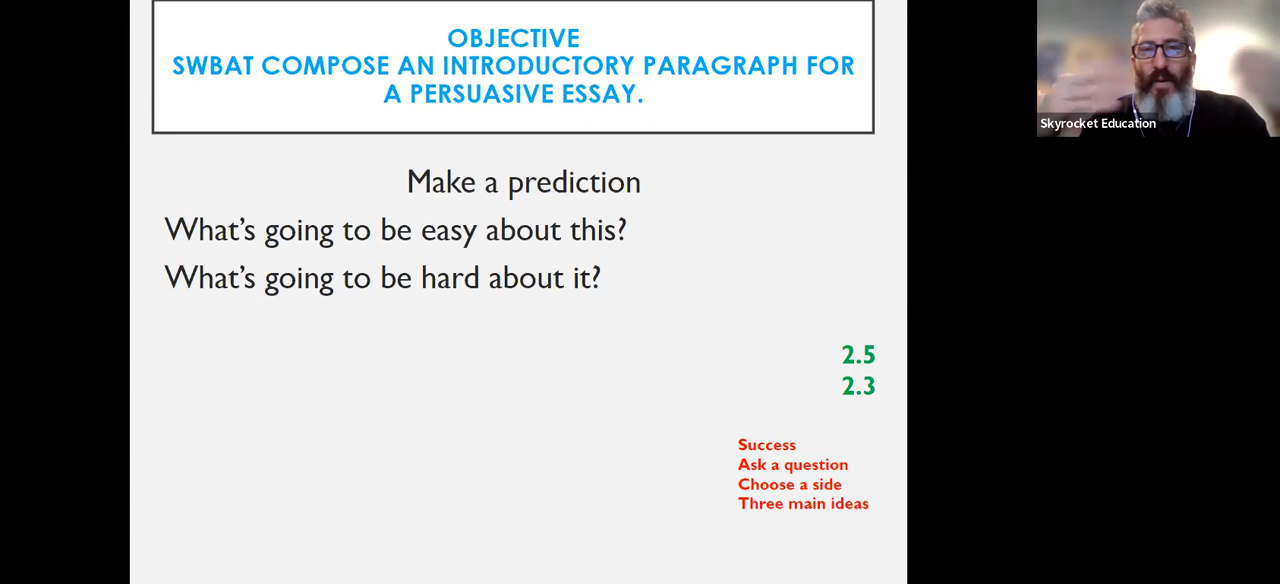 OBJECTIVE
SWBAT COMPOSE AN INTRODUCTORY PARAGRAPH FOR
A PERSUASIVE ESSAY.
Skyrocket Education
Make a prediction
What's going to be easy about this?
What's going to be hard about it?
2.5
2.3
Success
Ask a question
Choose a side
Three main ideas